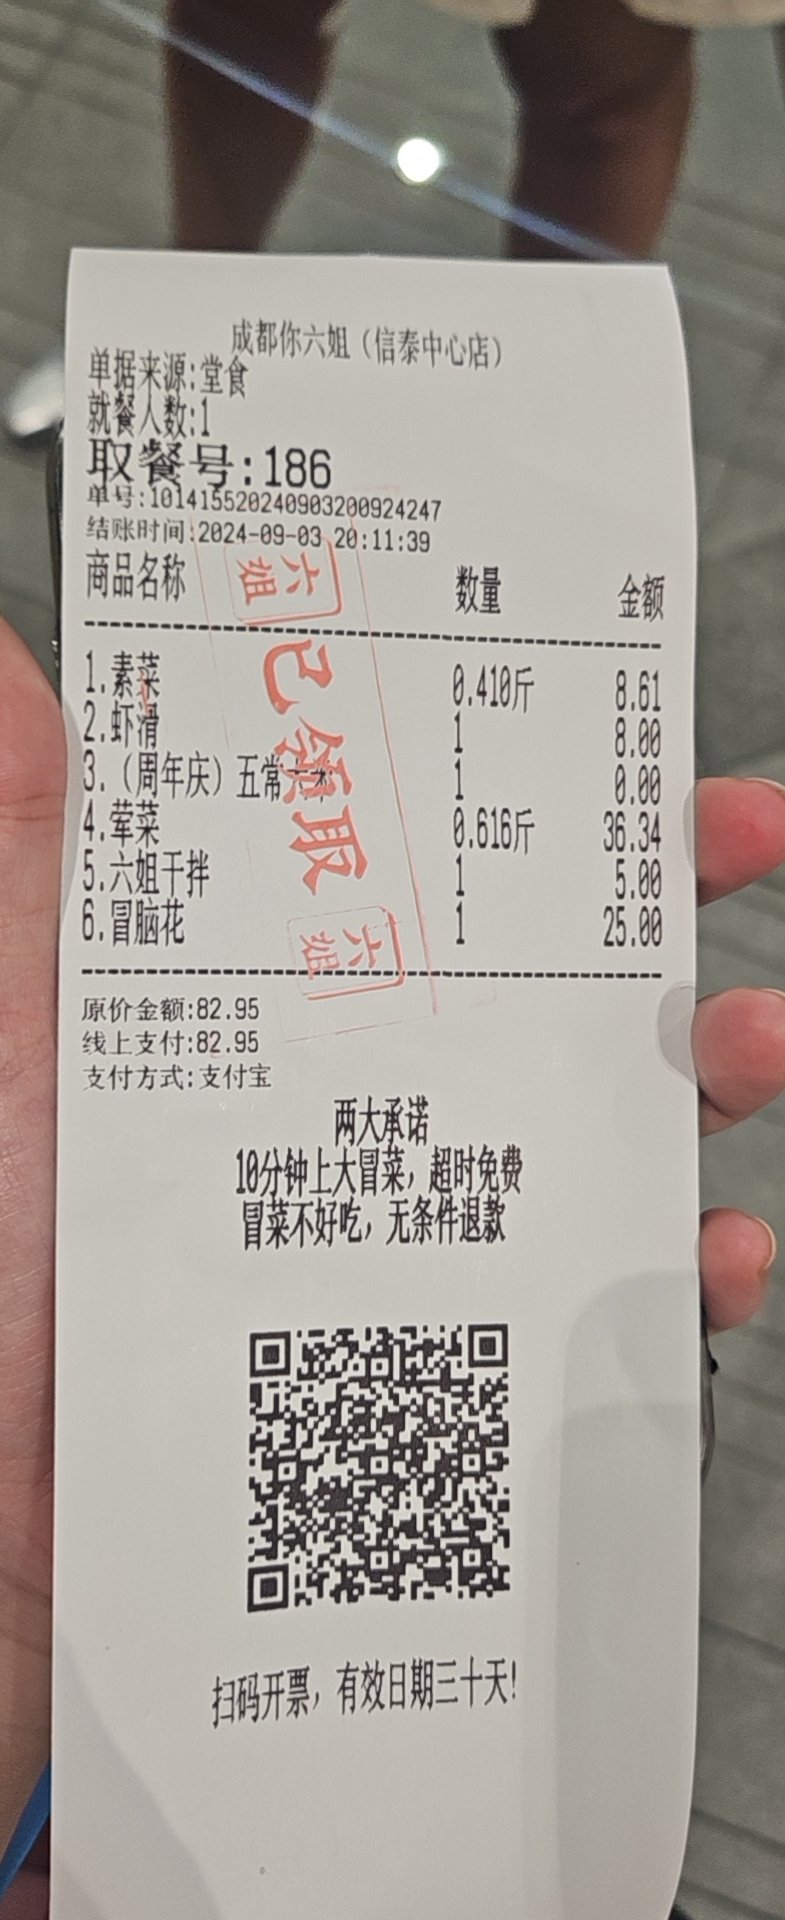 成都你六姐（信泰中心店）
单据来源:堂食
就餐人数:1
取餐号:186
单号:10141552024090320092​4247
结账时间:2024-09-03 20:11:39
商品名称 数量 金额
1.素菜 0.410斤 8.61
2.虾滑 1 8.00
3.（周年庆）五常 1 0.00
4.荤菜 0.616斤 36.34
5.六姐干拌 1 5.00
6.冒脑花 1 25.00
六姐
已领取
六姐
原价金额:82.95
线上支付:82.95
支付方式:支付宝
两大承诺
10分钟上大冒菜，超时免费
冒菜不好吃，无条件退款
扫码开票，有效日期三十天!